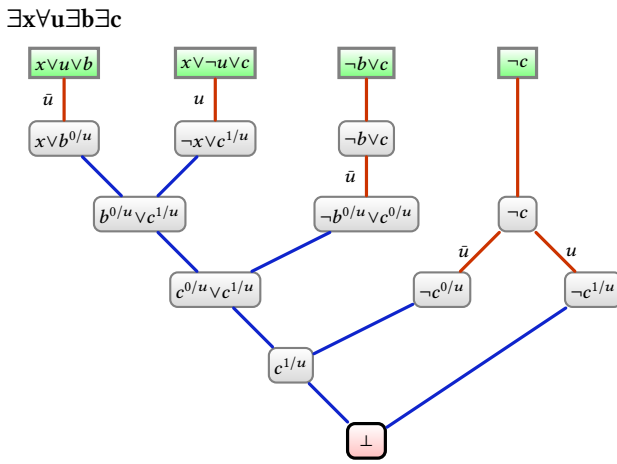 ∃x∀u∃b∃c
x∨u∨b x∨¬u∨c ¬b∨c ¬c
ū u
x∨b^{0/u} ¬x∨c^{1/u} ¬b∨c
ū
b^{0/u}∨c^{1/u} ¬b^{0/u}∨c^{0/u} ¬c
ū u
c^{0/u}∨c^{1/u} ¬c^{0/u} ¬c^{1/u}
c^{1/u}
⊥